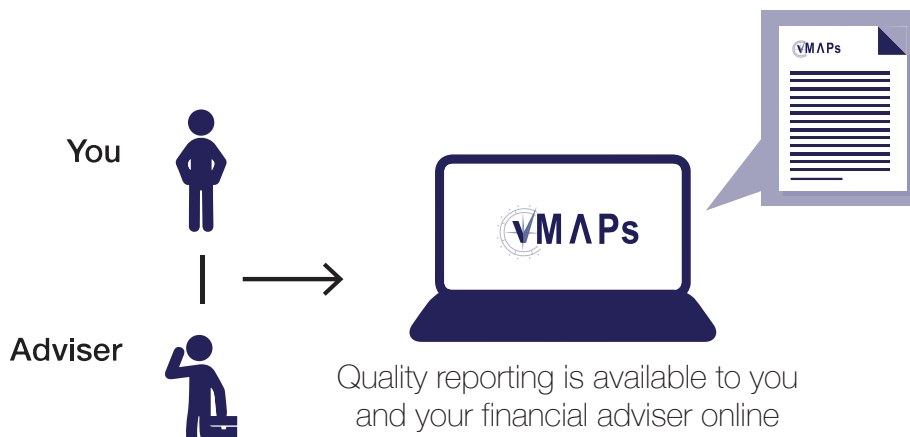 vMAPs
You
vMAPs
Adviser
Quality reporting is available to you
and your financial adviser online